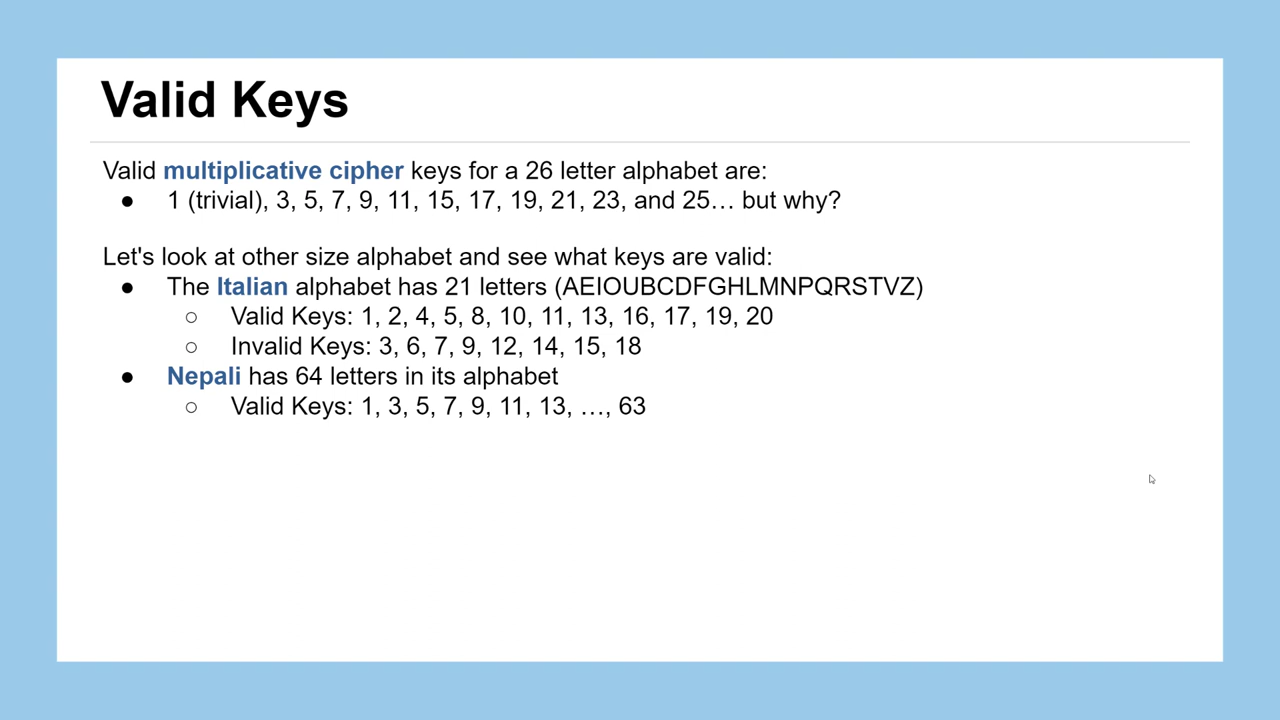 Valid Keys
Valid multiplicative cipher keys for a 26 letter alphabet are:
● 1 (trivial), 3, 5, 7, 9, 11, 15, 17, 19, 21, 23, and 25… but why?
Let's look at other size alphabet and see what keys are valid:
● The Italian alphabet has 21 letters (AEIOUBCDFGHLMNPQRSTVZ)
○ Valid Keys: 1, 2, 4, 5, 8, 10, 11, 13, 16, 17, 19, 20
○ Invalid Keys: 3, 6, 7, 9, 12, 14, 15, 18
● Nepali has 64 letters in its alphabet
○ Valid Keys: 1, 3, 5, 7, 9, 11, 13, …, 63